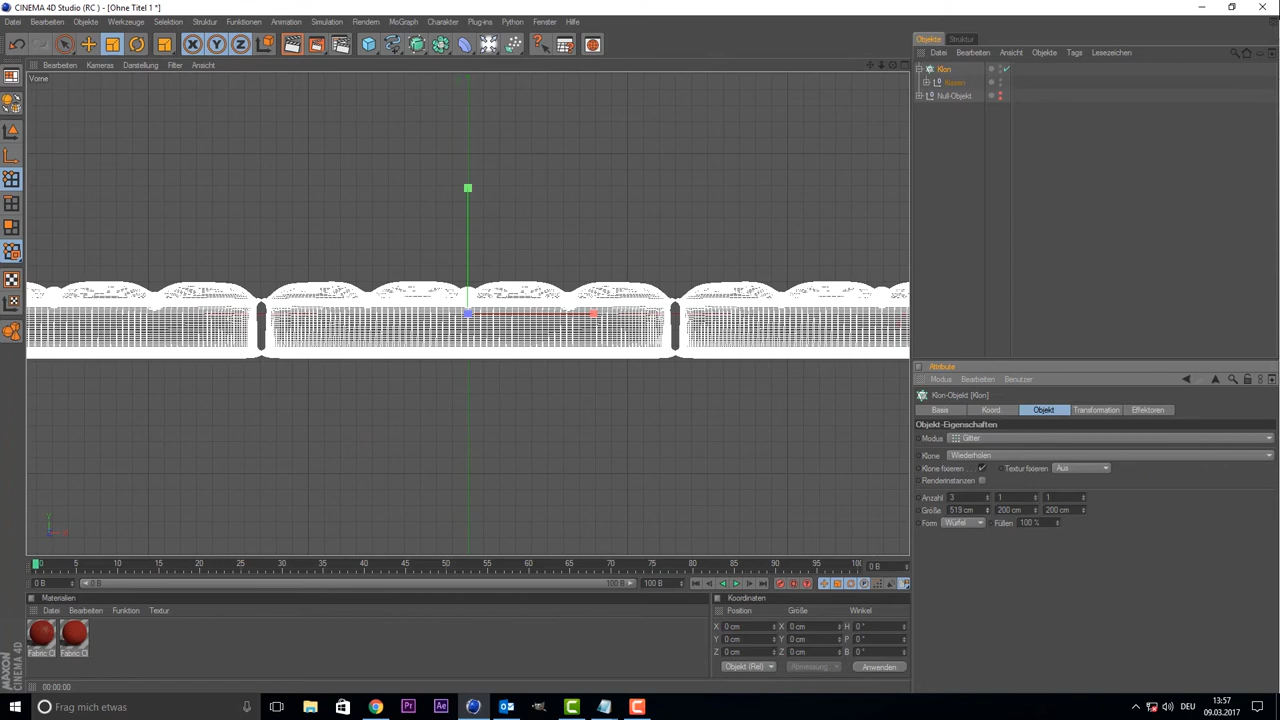 CINEMA 4D Studio (RC) - [Ohne Titel 1 *]
Datei Bearbeiten Objekte Werkzeuge Selektion Struktur Funktionen Animation Simulation Rendern MoGraph Charakter Plug-ins Python Fenster Hilfe
X Y Z
Objekte Struktur
Datei Bearbeiten Ansicht Objekte Tags Lesezeichen
Bearbeiten Kameras Darstellung Filter Ansicht
Vorne
Klon
Kissen
Null-Objekt
Attribute
Modus Bearbeiten Benutzer
Klon-Objekt [Klon]
Basis Koord. Objekt Transformation Effektoren
Objekt-Eigenschaften
Modus Gitter
Klone Wiederholen
Klone fixieren . . . Textur fixieren Aus
Renderinstanzen
Anzahl 3 1 1
Größe 519 cm 200 cm 200 cm
Form Würfel Füllen 100 %
Y X
0 5 10 15 20 25 30 35 40 45 50 55 60 65 70 75 80 85 90 95 100 0 B
0 B 0 B 100 B 100 B
Materialien
Datei Bearbeiten Funktion Textur
Fabric Cl Fabric Cl
Koordinaten
Position Größe Winkel
X 0 cm X 0 cm H 0 °
Y 0 cm Y 0 cm P 0 °
Z 0 cm Z 0 cm B 0 °
Objekt (Rel) Abmessung Anwenden
MAXON CINEMA 4D
00:00:00
Frag mich etwas
Pr Ae
DEU
13:57
09.03.2017